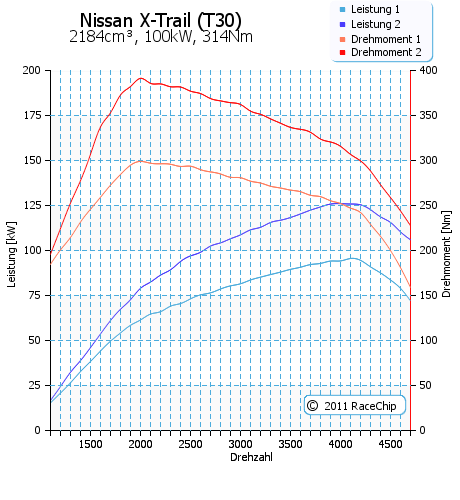 Nissan X-Trail (T30)
2184cm³, 100kW, 314Nm
Leistung 1
Leistung 2
Drehmoment 1
Drehmoment 2
200
175
150
125
100
75
50
25
0
Leistung [kW]
400
350
300
250
200
150
100
50
0
Drehmoment [Nm]
1500 2000 2500 3000 3500 4000 4500
Drehzahl
© 2011 RaceChip